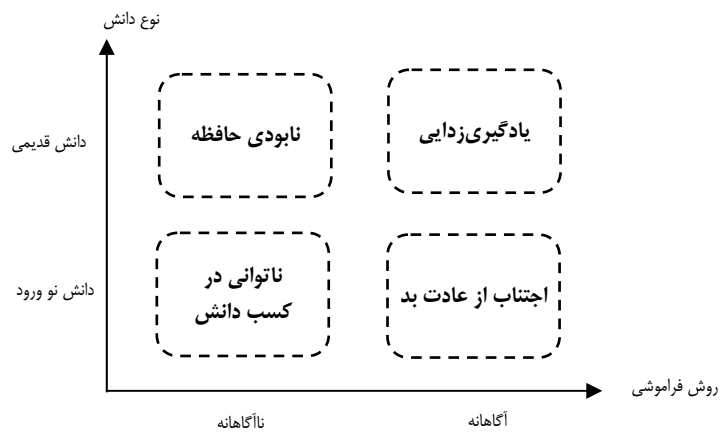 نوع دانش
دانش قدیمی
یادگیری‌زدایی
نابودی حافظه
دانش نو ورود
اجتناب از عادت بد
ناتوانی در
کسب دانش
روش فراموشی
آگاهانه
ناآگاهانه